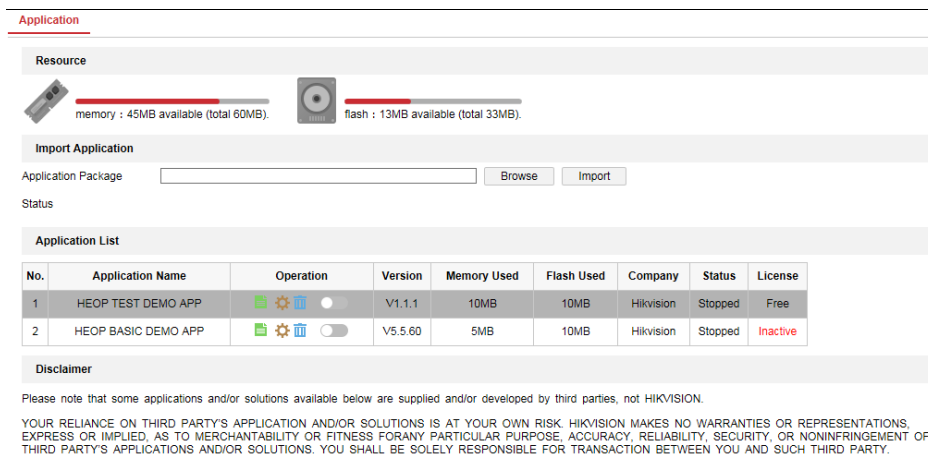 Application
Resource
memory : 45MB available (total 60MB). flash : 13MB available (total 33MB).
Import Application
Application Package Browse Import
Status
Application List
No. Application Name Operation Version Memory Used Flash Used Company Status License
1 HEOP TEST DEMO APP V1.1.1 10MB 10MB Hikvision Stopped Free
2 HEOP BASIC DEMO APP V5.5.60 5MB 10MB Hikvision Stopped Inactive
Disclaimer
Please note that some applications and/or solutions available below are supplied and/or developed by third parties, not HIKVISION.
YOUR RELIANCE ON THIRD PARTY'S APPLICATION AND/OR SOLUTIONS IS AT YOUR OWN RISK. HIKVISION MAKES NO WARRANTIES OR REPRESENTATIONS,
EXPRESS OR IMPLIED, AS TO MERCHANTABILITY OR FITNESS FORANY PARTICULAR PURPOSE, ACCURACY, RELIABILITY, SECURITY, OR NONINFRINGEMENT OF
THIRD PARTY'S APPLICATIONS AND/OR SOLUTIONS. YOU SHALL BE SOLELY RESPONSIBLE FOR TRANSACTION BETWEEN YOU AND SUCH THIRD PARTY.